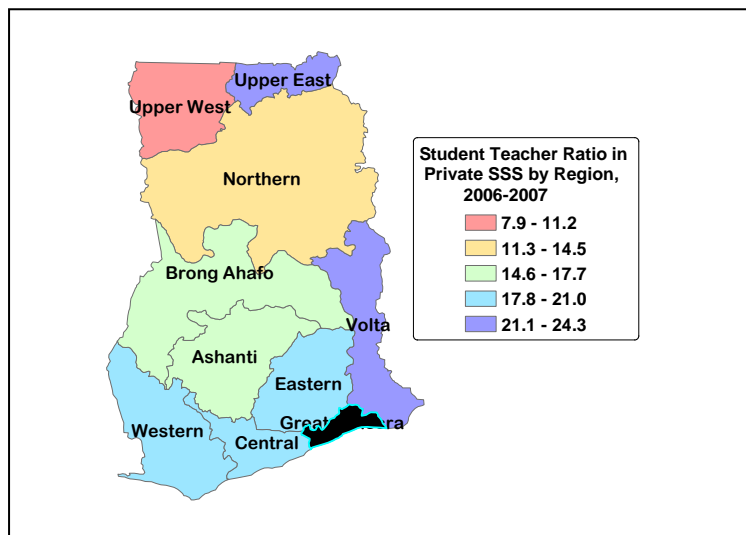 Upper East
Upper West
Northern
Brong Ahafo
Volta
Ashanti
Eastern
Greate
Western
Central
Student Teacher Ratio in
Private SSS by Region,
2006-2007
7.9 - 11.2
11.3 - 14.5
14.6 - 17.7
17.8 - 21.0
21.1 - 24.3